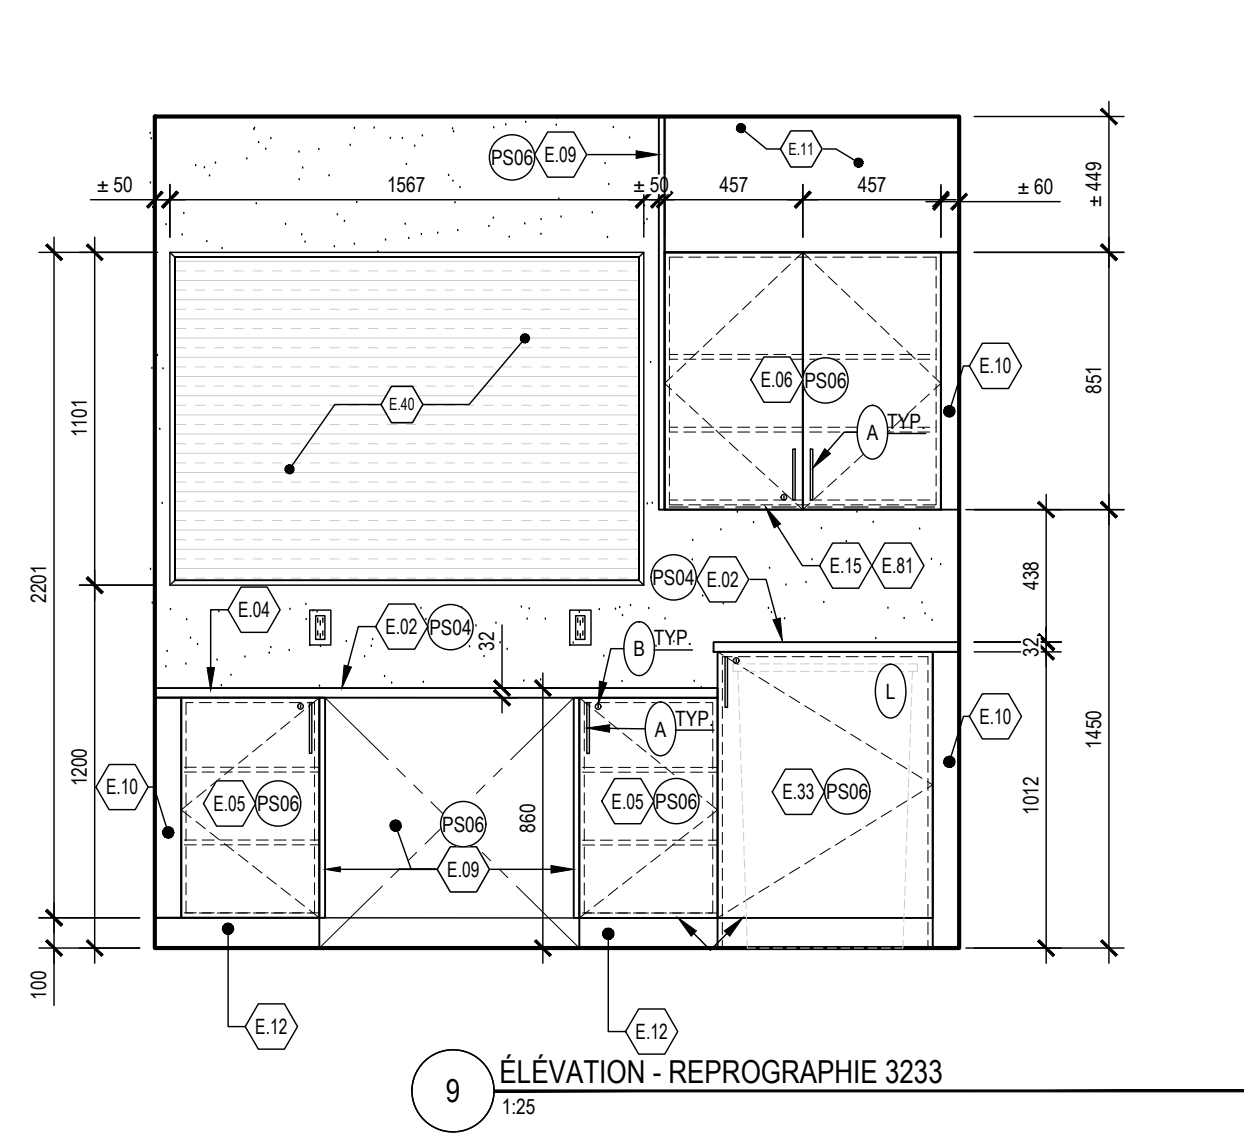 PS06 E.09
E.11
± 50
1567
± 50
457
457
± 60
± 449
E.40
E.06 PS06
E.10
851
A TYP.
1101
2201
E.15 E.81
PS04 E.02
438
E.04
E.02 PS04
32
B TYP.
32
L
A TYP.
E.10
1450
1200
E.10
E.05 PS06
PS06
E.09
860
E.05 PS06
E.33 PS06
1012
100
E.12
E.12
9
ÉLÉVATION - REPROGRAPHIE 3233
1:25